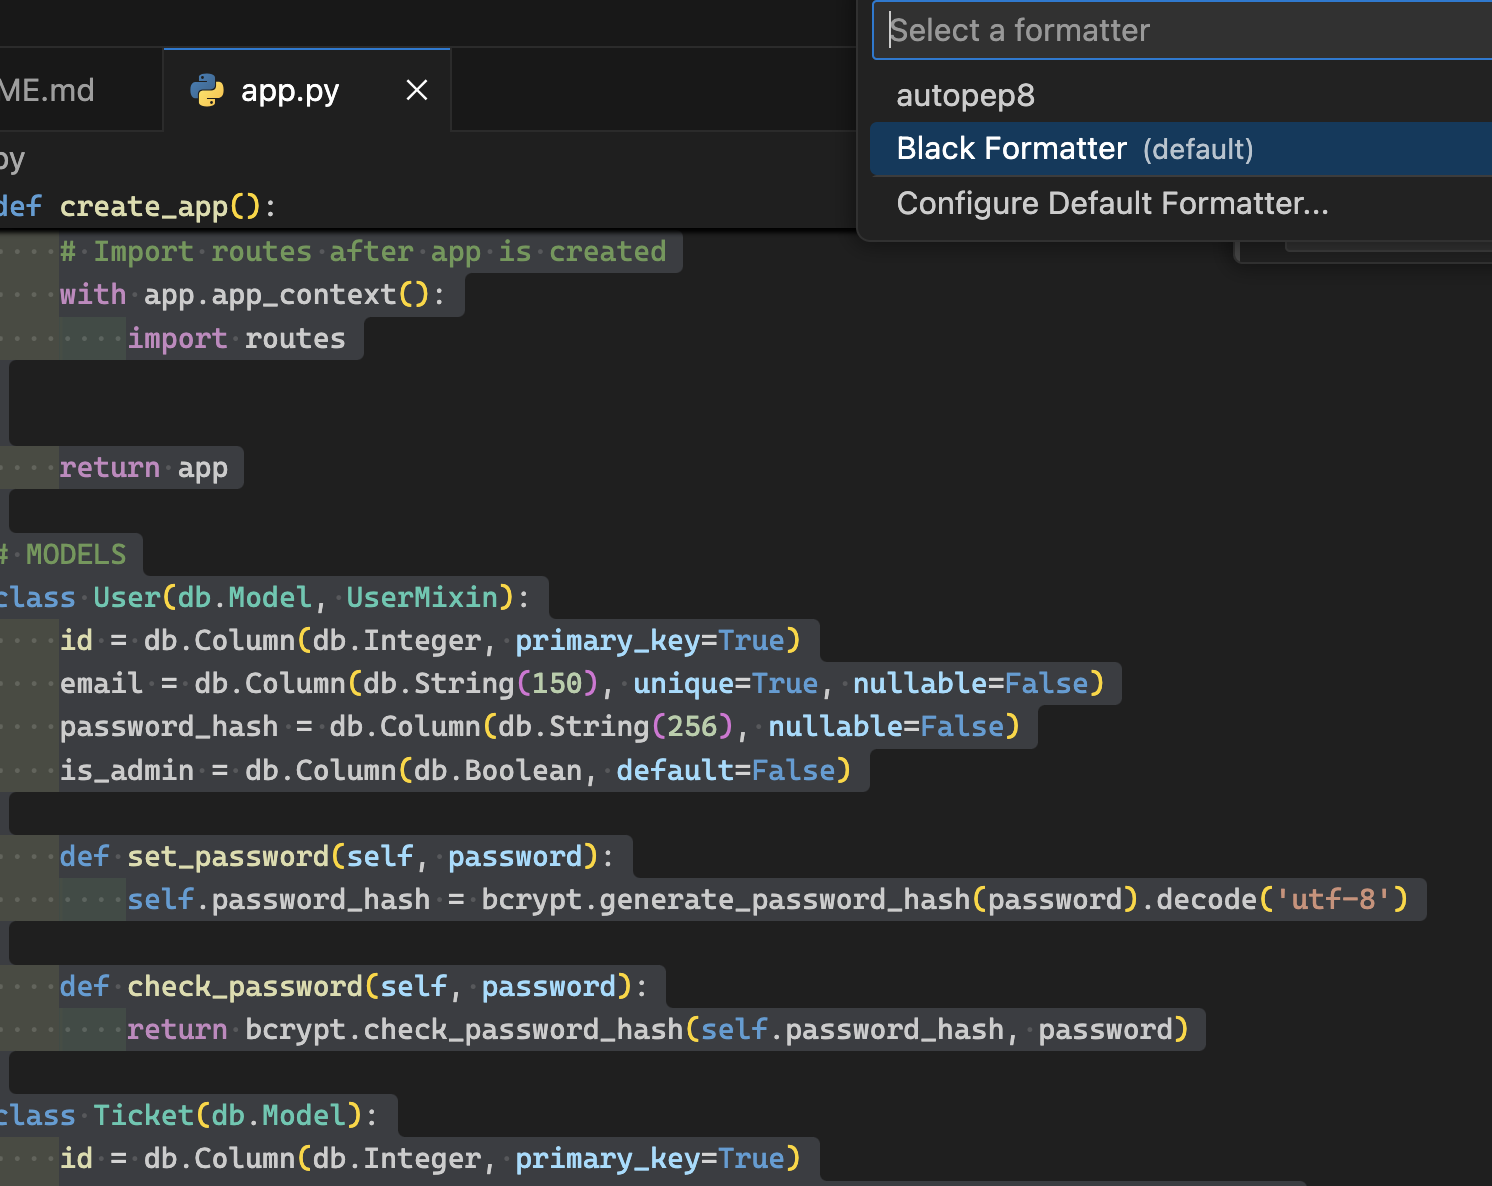 Select a formatter
autopep8
Black Formatter (default)
Configure Default Formatter...
ME.md
app.py
py
def create_app():
# Import routes after app is created
with app.app_context():
import routes
return app
# MODELS
class User(db.Model, UserMixin):
id = db.Column(db.Integer, primary_key=True)
email = db.Column(db.String(150), unique=True, nullable=False)
password_hash = db.Column(db.String(256), nullable=False)
is_admin = db.Column(db.Boolean, default=False)
def set_password(self, password):
self.password_hash = bcrypt.generate_password_hash(password).decode('utf-8')
def check_password(self, password):
return bcrypt.check_password_hash(self.password_hash, password)
class Ticket(db.Model):
id = db.Column(db.Integer, primary_key=True)